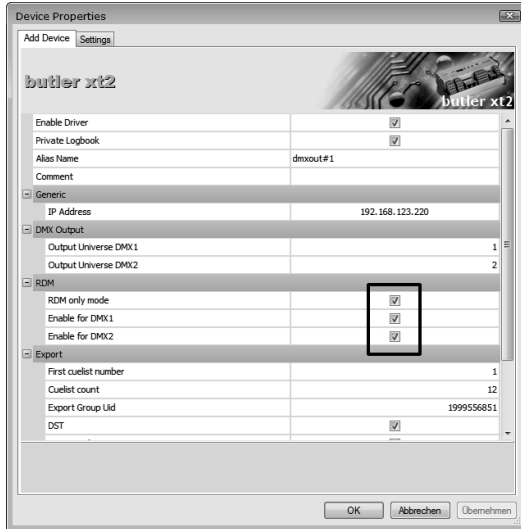 Device Properties
Add Device Settings
butler xt2
butler xt2
Enable Driver
Private Logbook
Alias Name dmxout#1
Comment
Generic
IP Address 192.168.123.220
DMX Output
Output Universe DMX1 1
Output Universe DMX2 2
RDM
RDM only mode
Enable for DMX1
Enable for DMX2
Export
First cuelist number 1
Cuelist count 12
Export Group Uid 1999556851
DST
OK Abbrechen Übernehmen